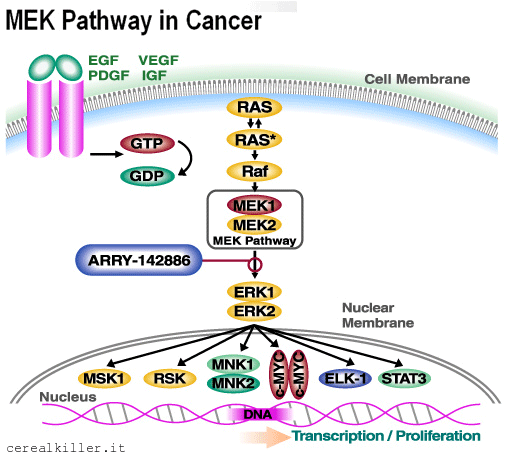 MEK Pathway in Cancer
EGF VEGF
PDGF IGF
Cell Membrane
RAS
GTP
RAS*
GDP
Raf
MEK1
MEK2
MEK Pathway
ARRY-142886
ERK1
ERK2
Nuclear
Membrane
MSK1
RSK
MNK1
MNK2
c-MYC
c-MYC
ELK-1
STAT3
Nucleus
DNA
Transcription / Proliferation
cerealkiller.it